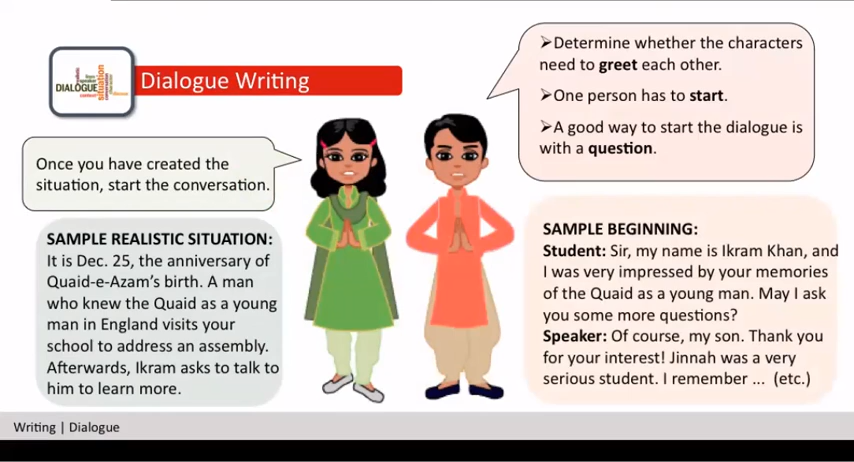 DIALOGUE
situation
Dialogue Writing
Once you have created the
situation, start the conversation.
➢Determine whether the characters
need to greet each other.
➢One person has to start.
➢A good way to start the dialogue is
with a question.
SAMPLE REALISTIC SITUATION:
It is Dec. 25, the anniversary of
Quaid-e-Azam’s birth. A man
who knew the Quaid as a young
man in England visits your
school to address an assembly.
Afterwards, Ikram asks to talk to
him to learn more.
SAMPLE BEGINNING:
Student: Sir, my name is Ikram Khan, and
I was very impressed by your memories
of the Quaid as a young man. May I ask
you some more questions?
Speaker: Of course, my son. Thank you
for your interest! Jinnah was a very
serious student. I remember ... (etc.)
Writing | Dialogue